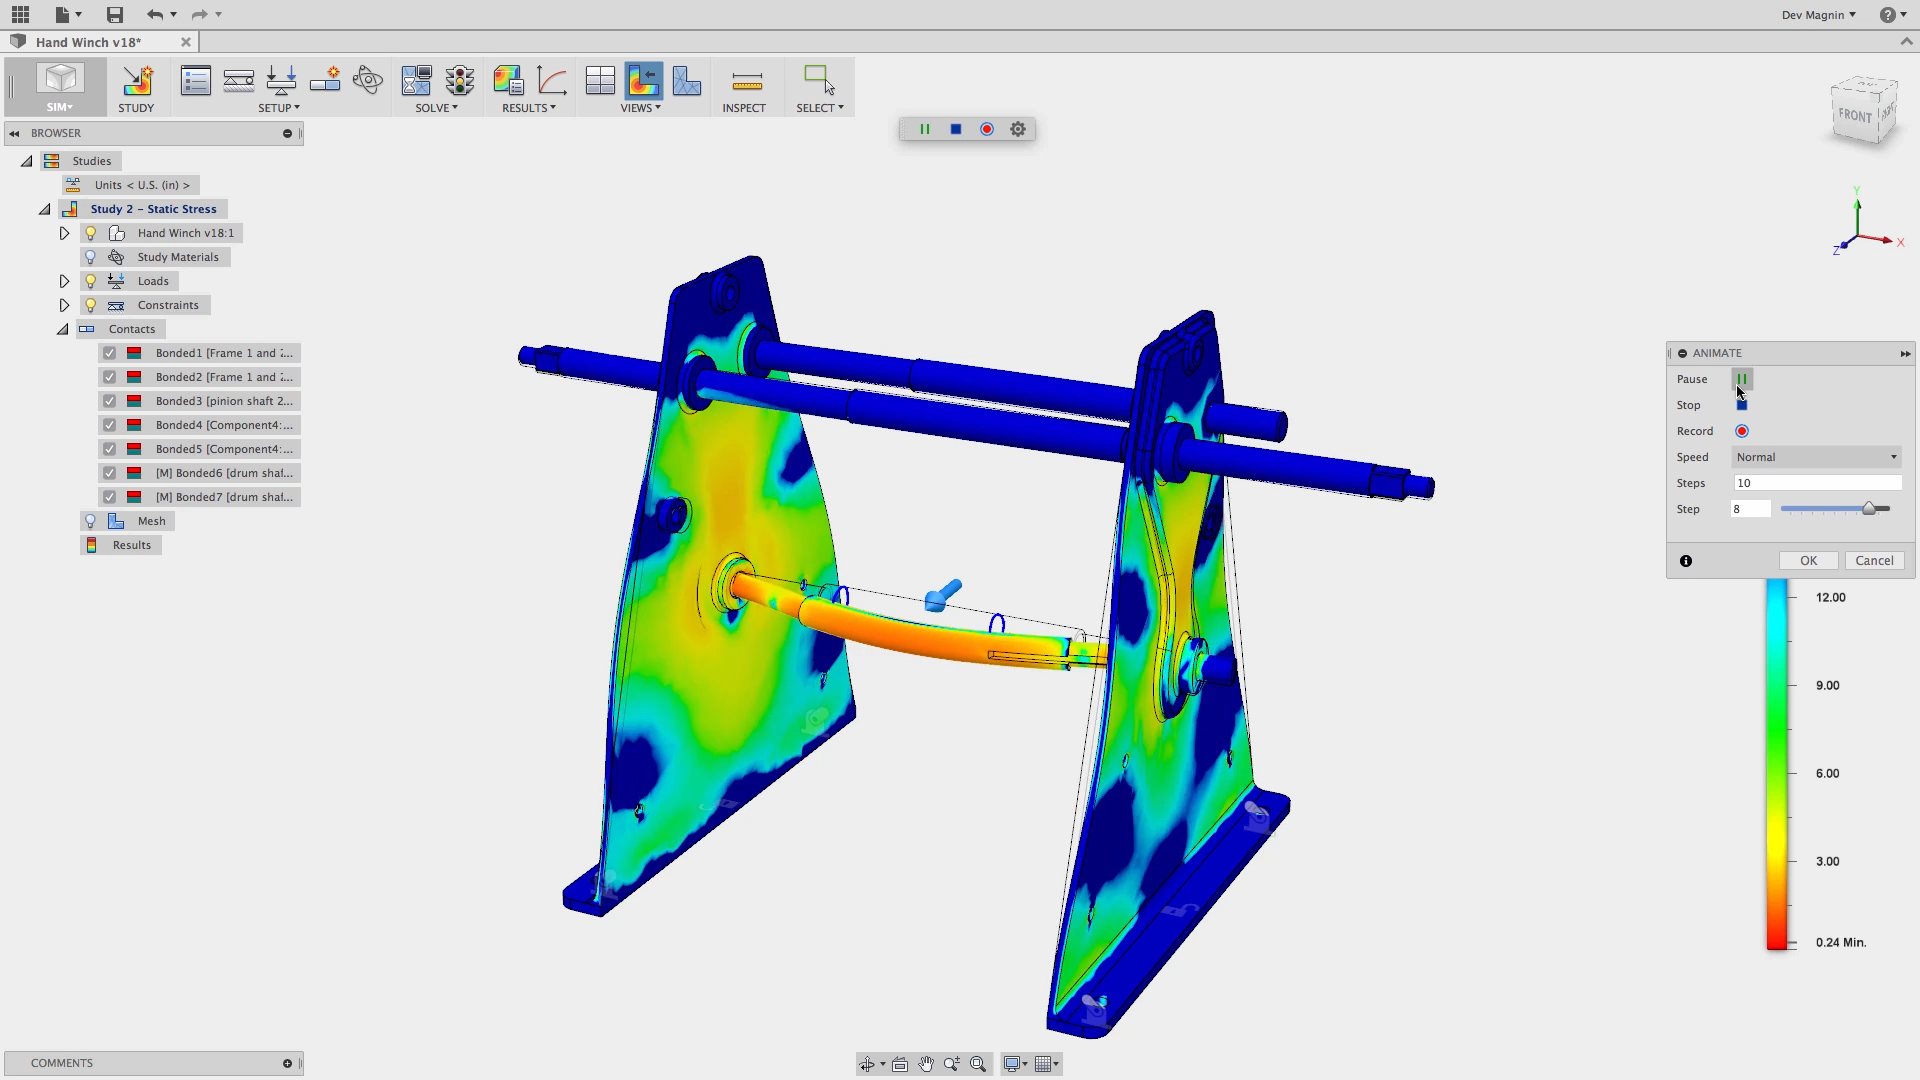 Dev Magnin
Hand Winch v18*
SIM
STUDY
SETUP
SOLVE
RESULTS
VIEWS
INSPECT
SELECT
BROWSER
Studies
Units < U.S. (in) >
Study 2 - Static Stress
Hand Winch v18:1
Study Materials
Loads
Constraints
Contacts
Bonded1 [Frame 1 and :...
Bonded2 [Frame 1 and :...
Bonded3 [pinion shaft 2...
Bonded4 [Component4:...
Bonded5 [Component4:...
[M] Bonded6 [drum shaf...
[M] Bonded7 [drum shaf...
Mesh
Results
FRONT
Y
X
Z
ANIMATE
Pause
Stop
Record
Speed Normal
Steps 10
Step 8
OK Cancel
12.00
9.00
6.00
3.00
0.24 Min.
COMMENTS